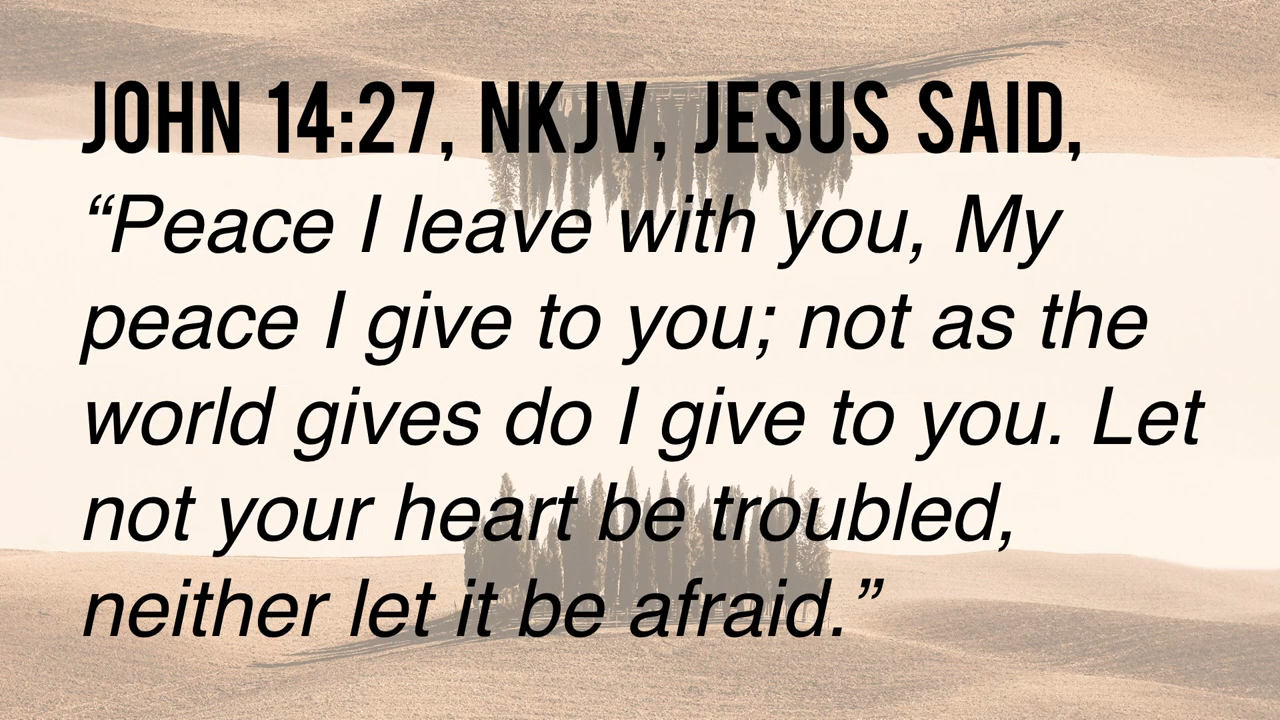 JOHN 14:27, NKJV, JESUS SAID,
“Peace I leave with you, My
peace I give to you; not as the
world gives do I give to you. Let
not your heart be troubled,
neither let it be afraid.”